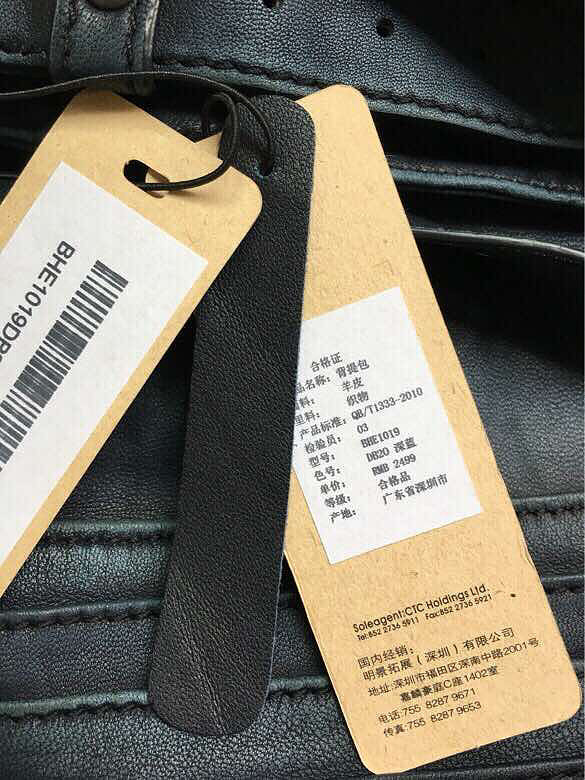 BHE1019DB
合格证
品名称: 背提包
面料: 羊皮
里料: 织物
产品标准: QB/T1333-2010
检验员: 03
型号: BHE1019
色号: DB20 深蓝
单价: RMB 2499
等级: 合格品
产地: 广东省深圳市
Soleagent:CTC Holdings Ltd.
Tel:852 2736 5911 Fax:852 2736 5921
国内经销:
明景拓展(深圳)有限公司
地址:深圳市福田区深南中路2001号
嘉麟豪庭C座1402室
电话:755 8287 9671
传真:755 8287 9653